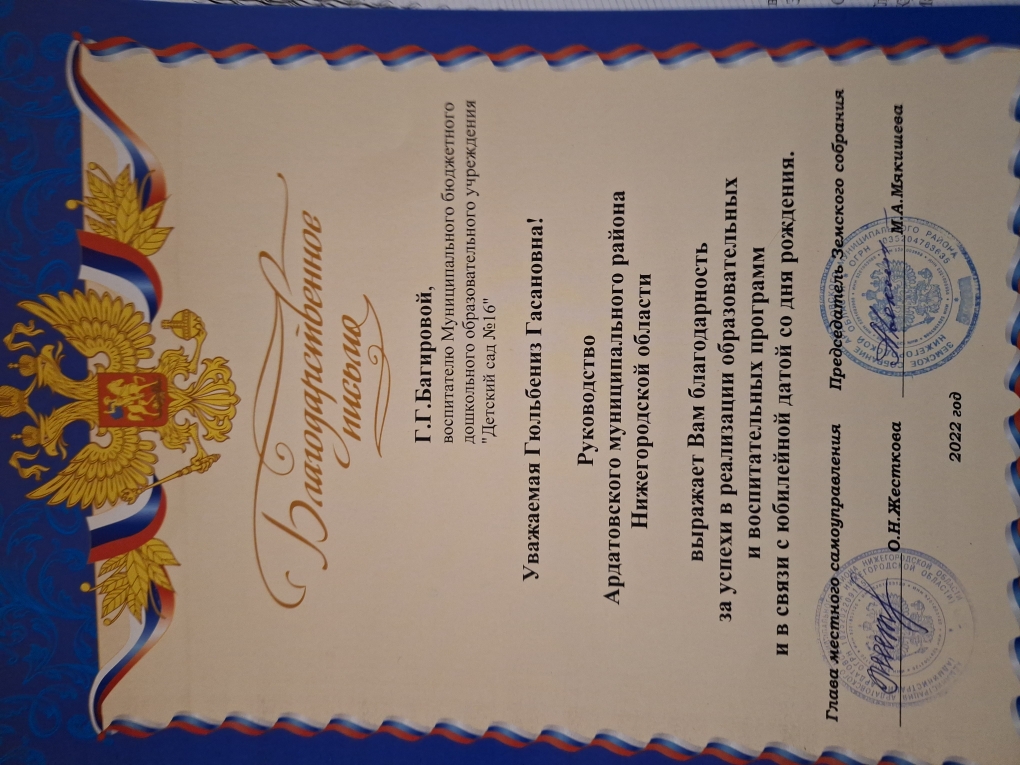 Благодарственное
письмо
Г.Г.Багировой,
воспитателю Муниципального бюджетного
дошкольного образовательного учреждения
"Детский сад №16"
Уважаемая Гюльбениз Гасановна!
Руководство
Ардатовского муниципального района
Нижегородской области
выражает Вам благодарность
за успехи в реализации образовательных
и воспитательных программ
и в связи с юбилейной датой со дня рождения.
Глава местного самоуправления Председатель Земского собрания
О.Н.Жесткова М.А.Мякишева
2022 год